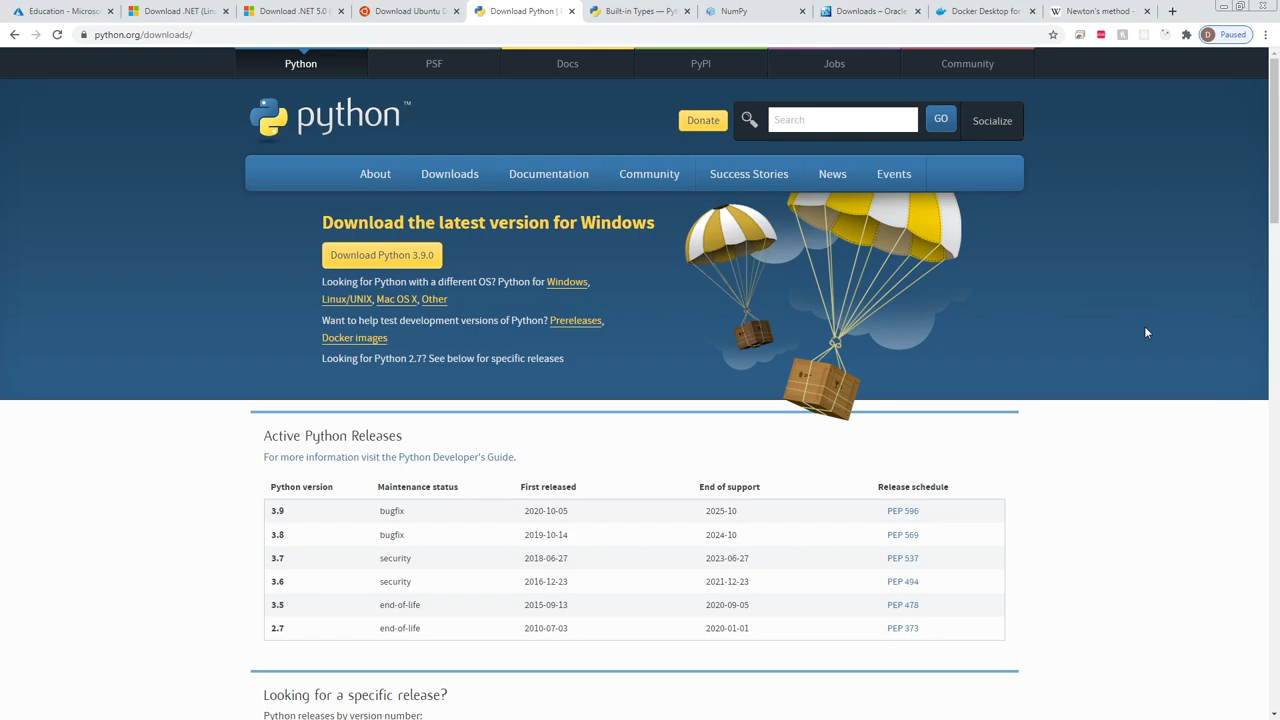 Education - Micros
Download .NET (Lin
Download .NET 5.0 (
Download Ubuntu D
Download Python |
Built-in Types — Pyt
NumPy
Downloads – Oracle
Docker Desktop for
Newton's method -
python.org/downloads/
D Paused
Python PSF Docs PyPI Jobs Community
python™
Donate
Search
GO
Socialize
About Downloads Documentation Community Success Stories News Events
Download the latest version for Windows
Download Python 3.9.0
Looking for Python with a different OS? Python for Windows,
Linux/UNIX, Mac OS X, Other
Want to help test development versions of Python? Prereleases,
Docker images
Looking for Python 2.7? See below for specific releases
Active Python Releases
For more information visit the Python Developer's Guide.
Python version Maintenance status First released End of support Release schedule
3.9 bugfix 2020-10-05 2025-10 PEP 596
3.8 bugfix 2019-10-14 2024-10 PEP 569
3.7 security 2018-06-27 2023-06-27 PEP 537
3.6 security 2016-12-23 2021-12-23 PEP 494
3.5 end-of-life 2015-09-13 2020-09-05 PEP 478
2.7 end-of-life 2010-07-03 2020-01-01 PEP 373
Looking for a specific release?
Python releases by version number: